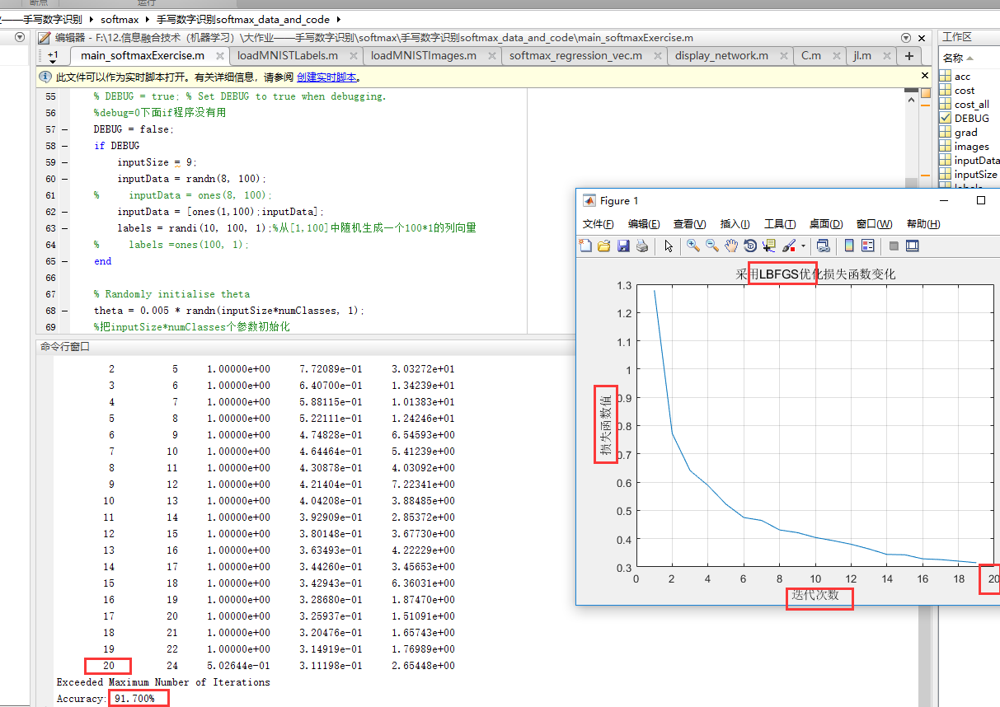 断点
运行
——手写数字识别 ▸ softmax ▸ 手写数字识别softmax_data_and_code ▸
编辑器 - F:\12.信息融合技术（机器学习）\大作业——手写数字识别\softmax\手写数字识别softmax_data_and_code\main_softmaxExercise.m
+1 main_softmaxExercise.m × loadMNISTLabels.m × loadMNISTImages.m × softmax_regression_vec.m × display_network.m × C.m × jl.m × +
此文件可以作为实时脚本打开。有关详细信息，请参阅 创建实时脚本。
55 % DEBUG = true; % Set DEBUG to true when debugging.
56 %debug=0下面if程序没有用
57 — DEBUG = false;
58 — if DEBUG
59 — inputSize = 9;
60 — inputData = randn(8, 100);
61 % inputData = ones(8, 100);
62 — inputData = [ones(1,100);inputData];
63 — labels = randi(10, 100, 1);%从[1,100]中随机生成一个100*1的列向量
64 % labels =ones(100, 1);
65 — end
66
67 % Randomly initialise theta
68 — theta = 0.005 * randn(inputSize*numClasses, 1);
69 %把inputSize*numClasses个参数初始化
命令行窗口
2 5 1.00000e+00 7.72089e-01 3.03272e+01
3 6 1.00000e+00 6.40700e-01 1.34239e+01
4 7 1.00000e+00 5.88115e-01 1.01383e+01
5 8 1.00000e+00 5.22111e-01 1.24246e+01
6 9 1.00000e+00 4.74828e-01 6.54593e+00
7 10 1.00000e+00 4.64464e-01 5.41239e+00
8 11 1.00000e+00 4.30878e-01 4.03092e+00
9 12 1.00000e+00 4.21404e-01 7.22341e+00
10 13 1.00000e+00 4.04208e-01 3.88485e+00
11 14 1.00000e+00 3.92909e-01 2.85372e+00
12 15 1.00000e+00 3.80148e-01 3.67730e+00
13 16 1.00000e+00 3.63493e-01 4.22229e+00
14 17 1.00000e+00 3.44260e-01 3.45653e+00
15 18 1.00000e+00 3.42943e-01 6.36031e+00
16 19 1.00000e+00 3.28680e-01 1.87470e+00
17 20 1.00000e+00 3.25937e-01 1.51091e+00
18 21 1.00000e+00 3.20476e-01 1.65743e+00
19 22 1.00000e+00 3.14919e-01 1.76989e+00
20 24 5.02644e-01 3.11198e-01 2.65448e+00
Exceeded Maximum Number of Iterations
Accuracy: 91.700%
工作区
名称
acc
cost
cost_all
DEBUG
grad
images
inputData
inputSize
labels
Figure 1
文件(F) 编辑(E) 查看(V) 插入(I) 工具(T) 桌面(D) 窗口(W) 帮助(H)
采用LBFGS优化损失函数变化
损失函数值
1.3
1.2
1.1
1
0.9
0.8
0.7
0.6
0.5
0.4
0.3
0 2 4 6 8 10 12 14 16 18 20
迭代次数